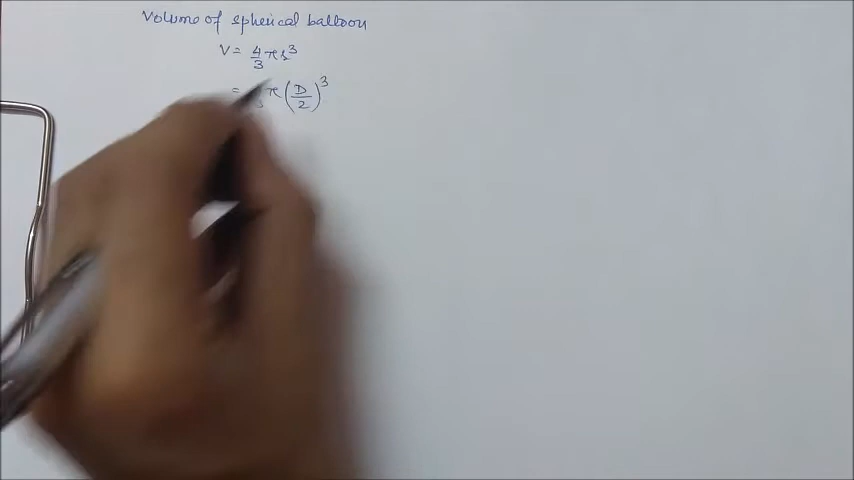 Volume of spherical balloon
V = 4/3 πr³
= π(D/2)³